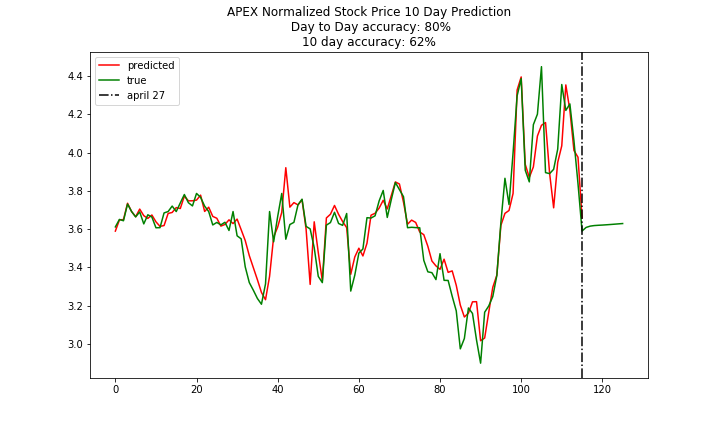 APEX Normalized Stock Price 10 Day Prediction
Day to Day accuracy: 80%
10 day accuracy: 62%
predicted
true
april 27
4.4
4.2
4.0
3.8
3.6
3.4
3.2
3.0
0 20 40 60 80 100 120